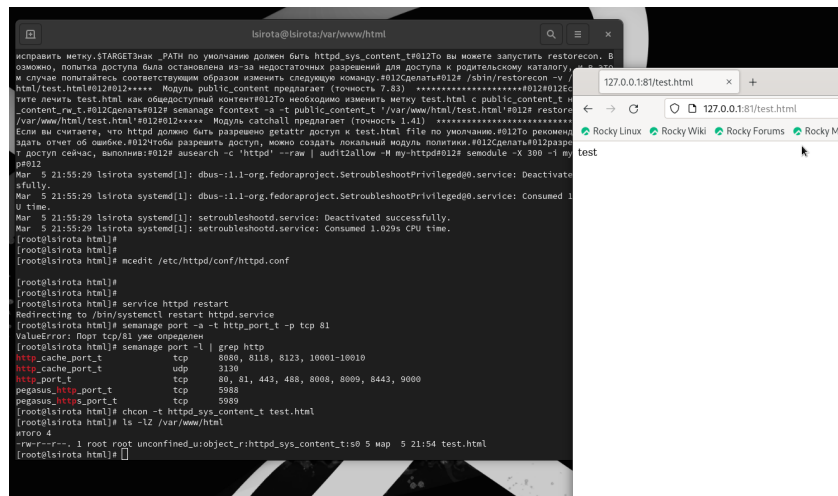 lsirota@lsirota:/var/www/html
исправить метку.$TARGETЗнак _PATH по умолчанию должен быть httpd_sys_content_t#012То вы можете запустить restorecon. В
озможно, попытка доступа была остановлена из-за недостаточных разрешений для доступа к родительскому каталогу, и в это
м случае попытайтесь соответствующим образом изменить следующую команду.#012Сделать#012# /sbin/restorecon -v /
html/test.html#012#012***** Модуль public_content предлагает (точность 7.83) **********************#012#012Ес
тите лечить test.html как общедоступный контент#012То необходимо изменить метку test.html с public_content_t н
_content_rw_t.#012Сделать#012# semanage fcontext -a -t public_content_t '/var/www/html/test.html'#012# restore
/var/www/html/test.html'#012#012***** Модуль catchall предлагает (точность 1.41) **************************
Если вы считаете, что httpd должно быть разрешено getattr доступ к test.html file по умолчанию.#012То рекоменд
здать отчет об ошибке.#012Чтобы разрешить доступ, можно создать локальный модуль политики.#012Сделать#012разре
т доступ сейчас, выполнив:#012# ausearch -c 'httpd' --raw | audit2allow -M my-httpd#012# semodule -X 300 -i my
p#012
Mar 5 21:55:29 lsirota systemd[1]: dbus-:1.1-org.fedoraproject.SetroubleshootPrivileged@0.service: Deactivate
sfully.
Mar 5 21:55:29 lsirota systemd[1]: dbus-:1.1-org.fedoraproject.SetroubleshootPrivileged@0.service: Consumed 1
U time.
Mar 5 21:55:29 lsirota systemd[1]: setroubleshootd.service: Deactivated successfully.
Mar 5 21:55:29 lsirota systemd[1]: setroubleshootd.service: Consumed 1.029s CPU time.
[root@lsirota html]#
[root@lsirota html]#
[root@lsirota html]# mcedit /etc/httpd/conf/httpd.conf
[root@lsirota html]#
[root@lsirota html]#
[root@lsirota html]# service httpd restart
Redirecting to /bin/systemctl restart httpd.service
[root@lsirota html]# semanage port -a -t http_port_t -p tcp 81
ValueError: Порт tcp/81 уже определен
[root@lsirota html]# semanage port -l | grep http
http_cache_port_t tcp 8080, 8118, 8123, 10001-10010
http_cache_port_t udp 3130
http_port_t tcp 80, 81, 443, 488, 8008, 8009, 8443, 9000
pegasus_http_port_t tcp 5988
pegasus_https_port_t tcp 5989
[root@lsirota html]# chcon -t httpd_sys_content_t test.html
[root@lsirota html]# ls -lZ /var/www/html
итого 4
-rw-r--r--. 1 root root unconfined_u:object_r:httpd_sys_content_t:s0 5 мар 5 21:54 test.html
[root@lsirota html]#
127.0.0.1:81/test.html
127.0.0.1:81/test.html
Rocky Linux Rocky Wiki Rocky Forums Rocky M
test